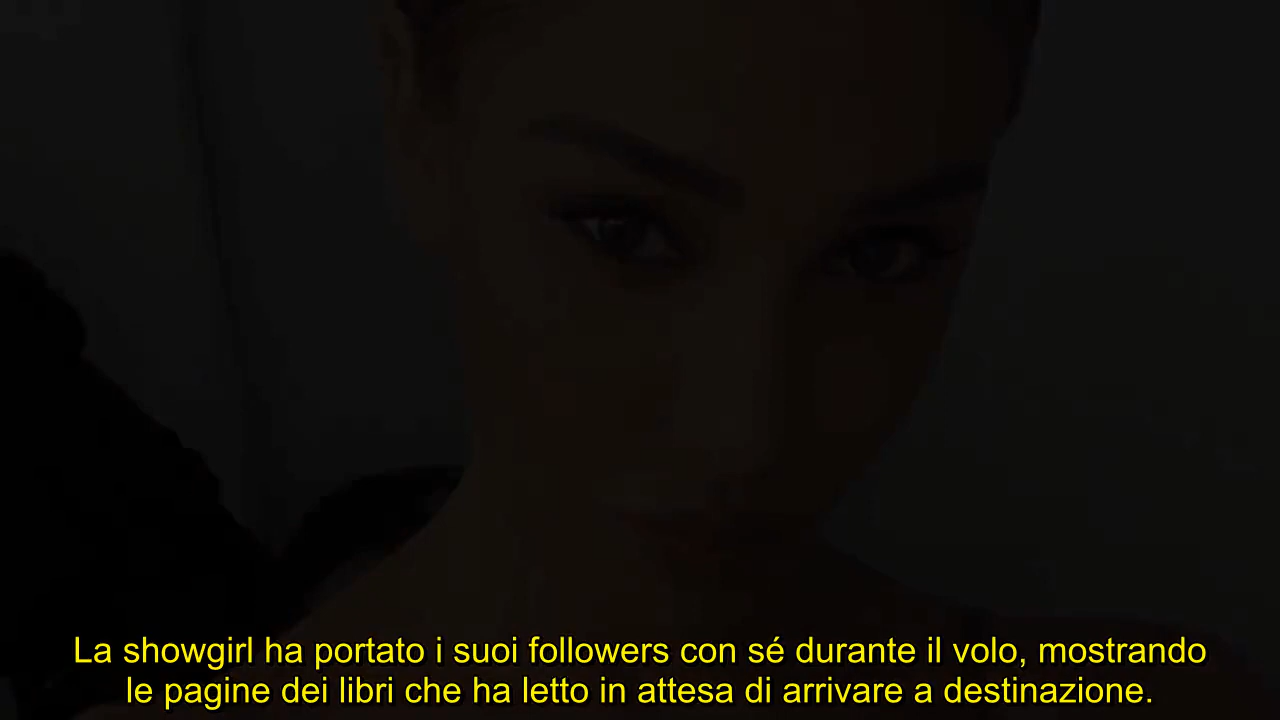 La showgirl ha portato i suoi followers con sé durante il volo, mostrando
le pagine dei libri che ha letto in attesa di arrivare a destinazione.